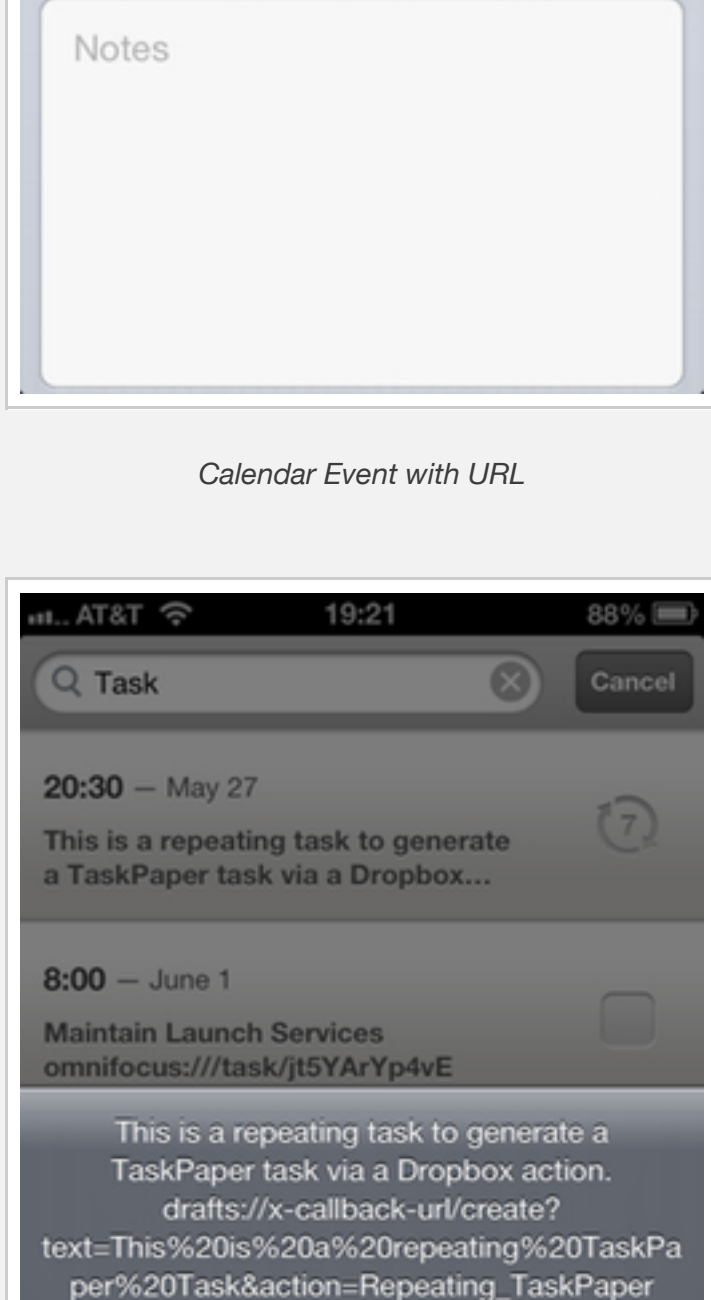 Notes
Calendar Event with URL
AT&T 19:21 88%
Task Cancel
20:30 — May 27
7
This is a repeating task to generate
a TaskPaper task via a Dropbox...
8:00 — June 1
Maintain Launch Services
omnifocus:///task/jt5YArYp4vE
This is a repeating task to generate a
TaskPaper task via a Dropbox action.
drafts://x-callback-url/create?
text=This%20is%20a%20repeating%20TaskPa
per%20Task&action=Repeating_TaskPaper